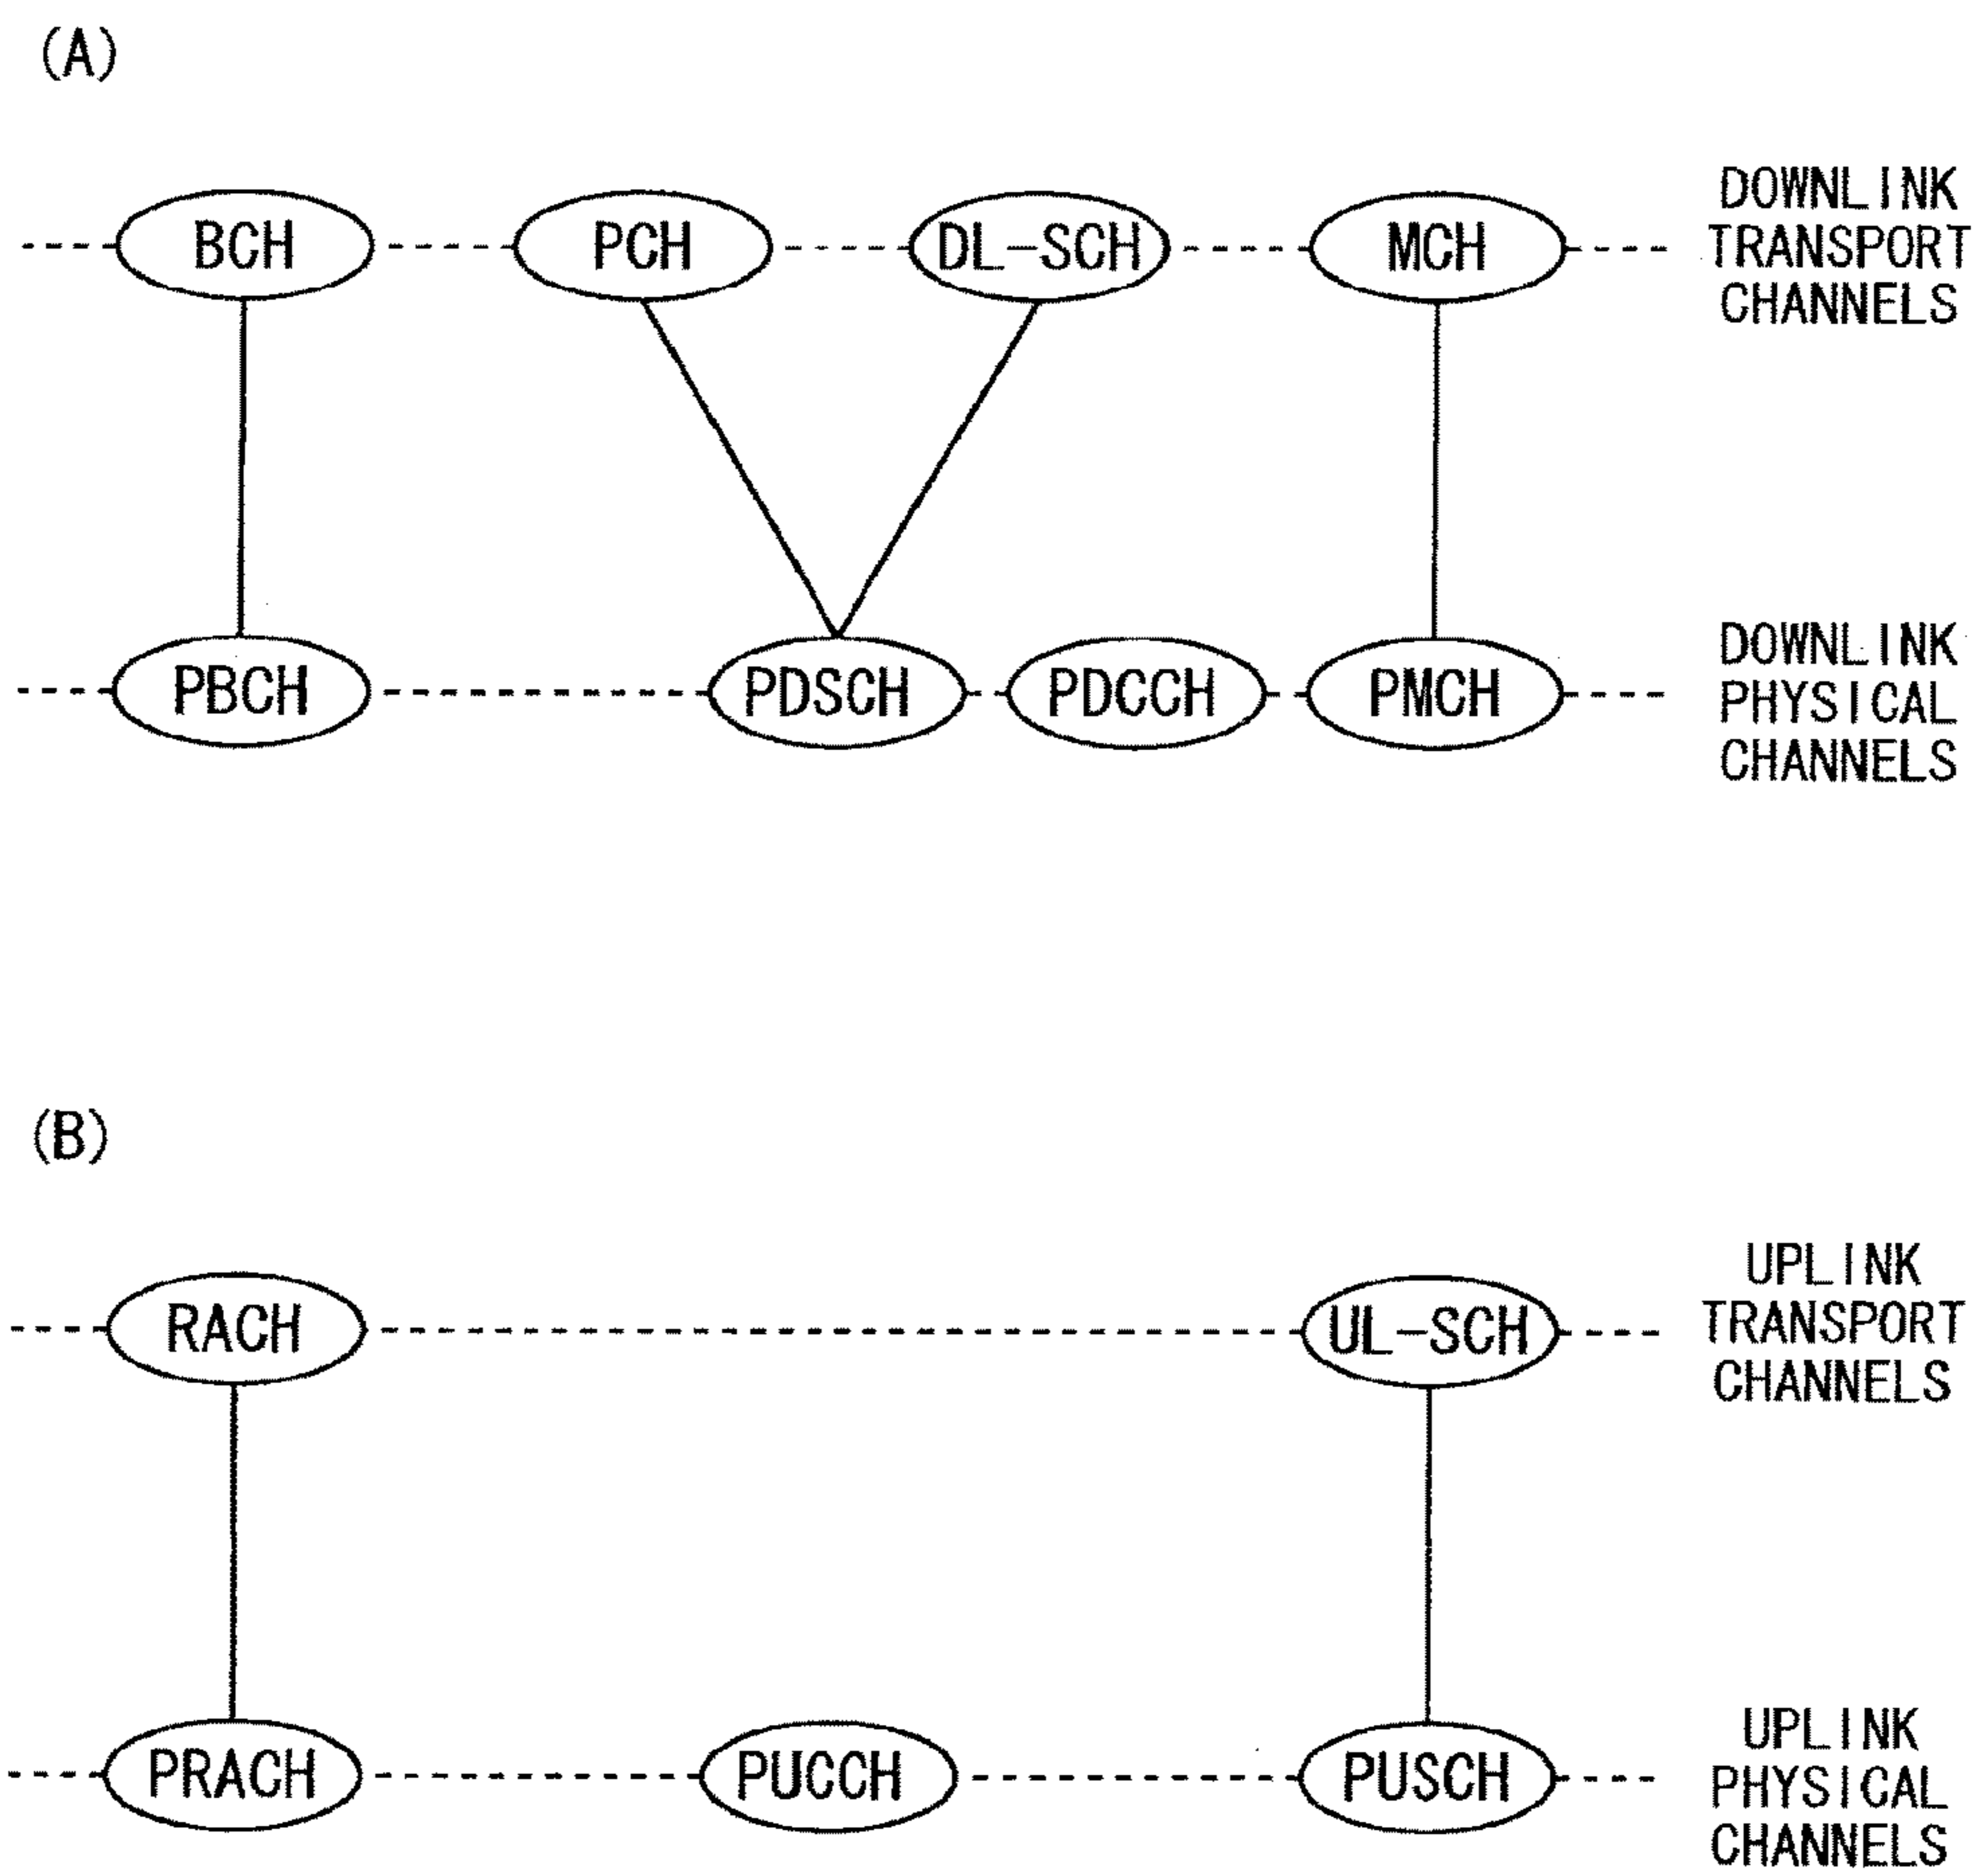 (A)
BCH PCH DL-SCH MCH
DOWNLINK
TRANSPORT
CHANNELS
PBCH PDSCH PDCCH PMCH
DOWNLINK
PHYSICAL
CHANNELS
(B)
RACH UL-SCH
UPLINK
TRANSPORT
CHANNELS
PRACH PUCCH PUSCH
UPLINK
PHYSICAL
CHANNELS